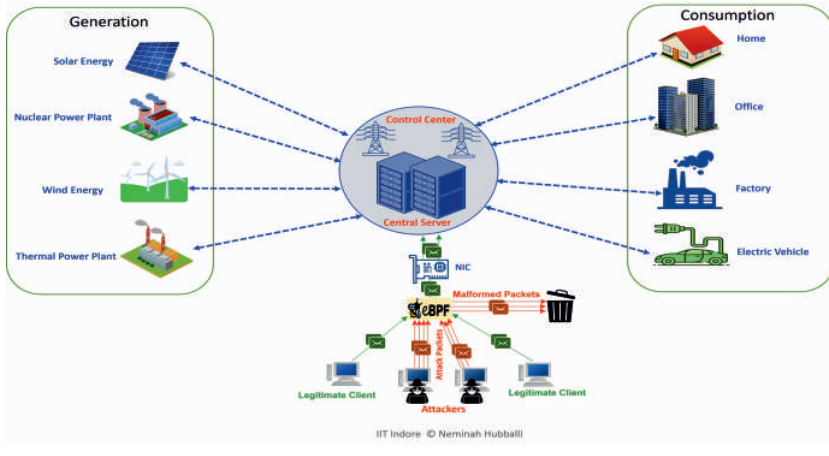 Generation
Solar Energy
Nuclear Power Plant
Wind Energy
Thermal Power Plant
Control Center
Central Server
Consumption
Home
Office
Factory
Electric Vehicle
NIC
Malformed Packets
eBPF
Attack Packets
Legitimate Client
Legitimate Client
Attackers
IIT Indore © Neminah Hubballi